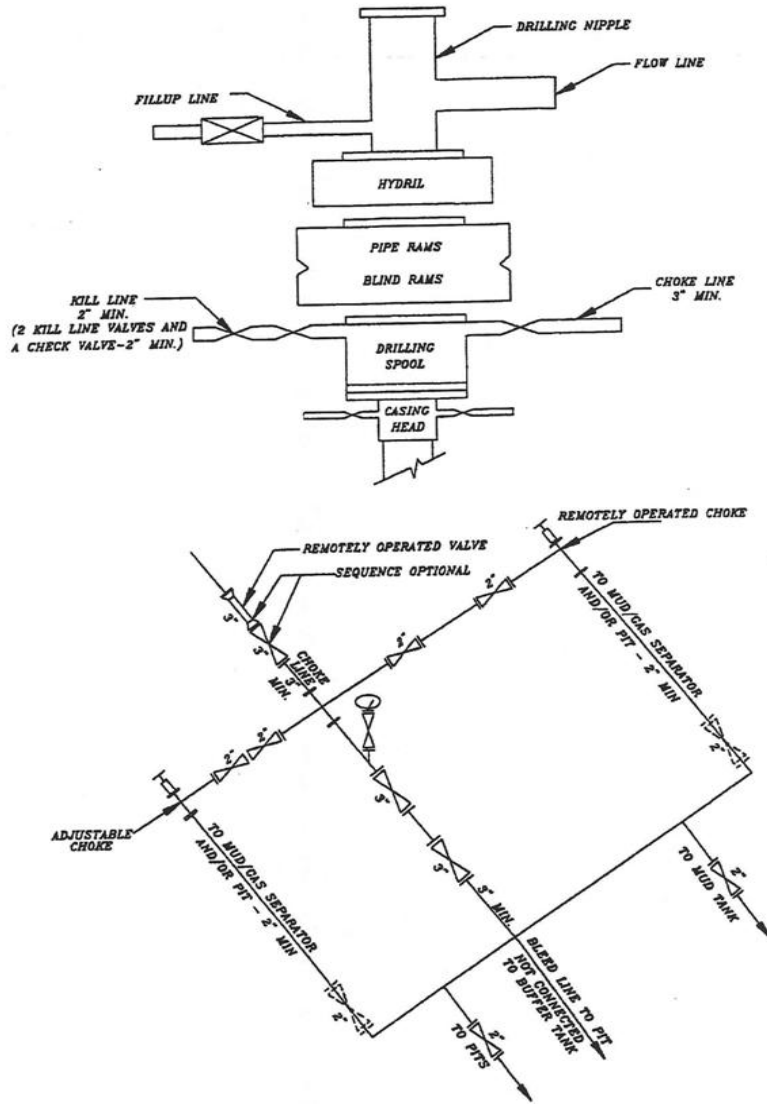 DRILLING NIPPLE
FLOW LINE
FILLUP LINE
HYDRIL
PIPE RAMS
BLIND RAMS
KILL LINE
2" MIN.
(2 KILL LINE VALVES AND
A CHECK VALVE-2" MIN.)
CHOKE LINE
3" MIN.
DRILLING
SPOOL
CASING
HEAD
REMOTELY OPERATED CHOKE
REMOTELY OPERATED VALVE
SEQUENCE OPTIONAL
3"
3"
CHOKE
LINE
3"
MIN.
2"
2"
TO MUD/GAS SEPARATOR
AND/OR PIT - 2" MIN
2"
2"
2"
ADJUSTABLE
CHOKE
TO MUD/GAS SEPARATOR
AND/OR PIT - 2" MIN
2"
3"
3"
3" MIN.
2"
TO MUD TANK
BLEED LINE TO PIT
NOT CONNECTED
TO BUFFER TANK
2"
TO PITS